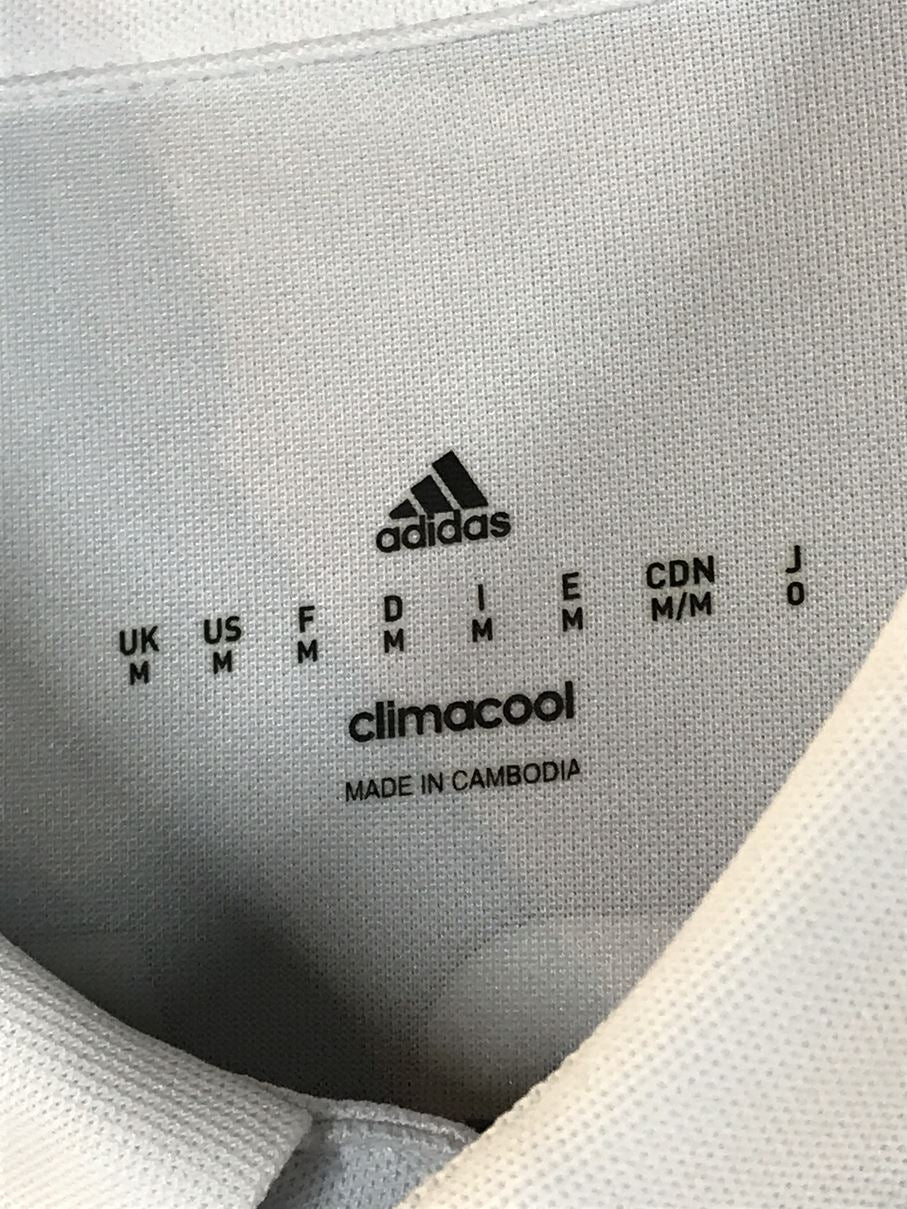 adidas
UK US F D I E CDN J
M M M M M M M/M O
climacool
MADE IN CAMBODIA